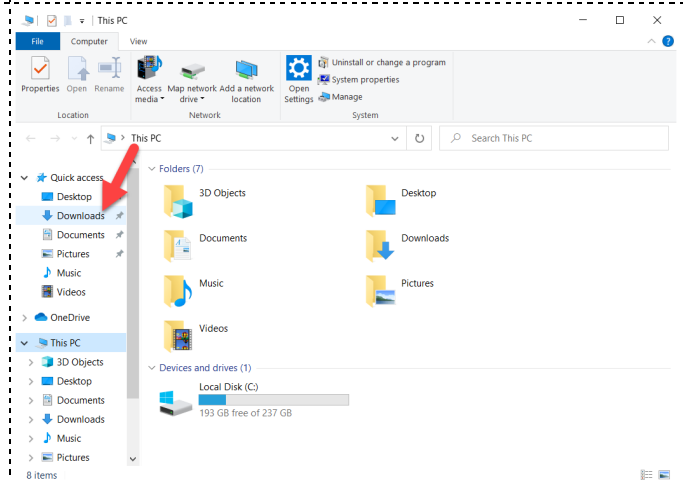 This PC
File Computer View
Properties Open Rename
Location
Access media Map network drive Add a network location
Network
Open Settings
Uninstall or change a program
System properties
Manage
System
This PC
Search This PC
Quick access
Desktop
Downloads
Documents
Pictures
Music
Videos
OneDrive
This PC
3D Objects
Desktop
Documents
Downloads
Music
Pictures
Folders (7)
3D Objects Desktop
Documents Downloads
Music Pictures
Videos
Devices and drives (1)
Local Disk (C:)
193 GB free of 237 GB
8 items